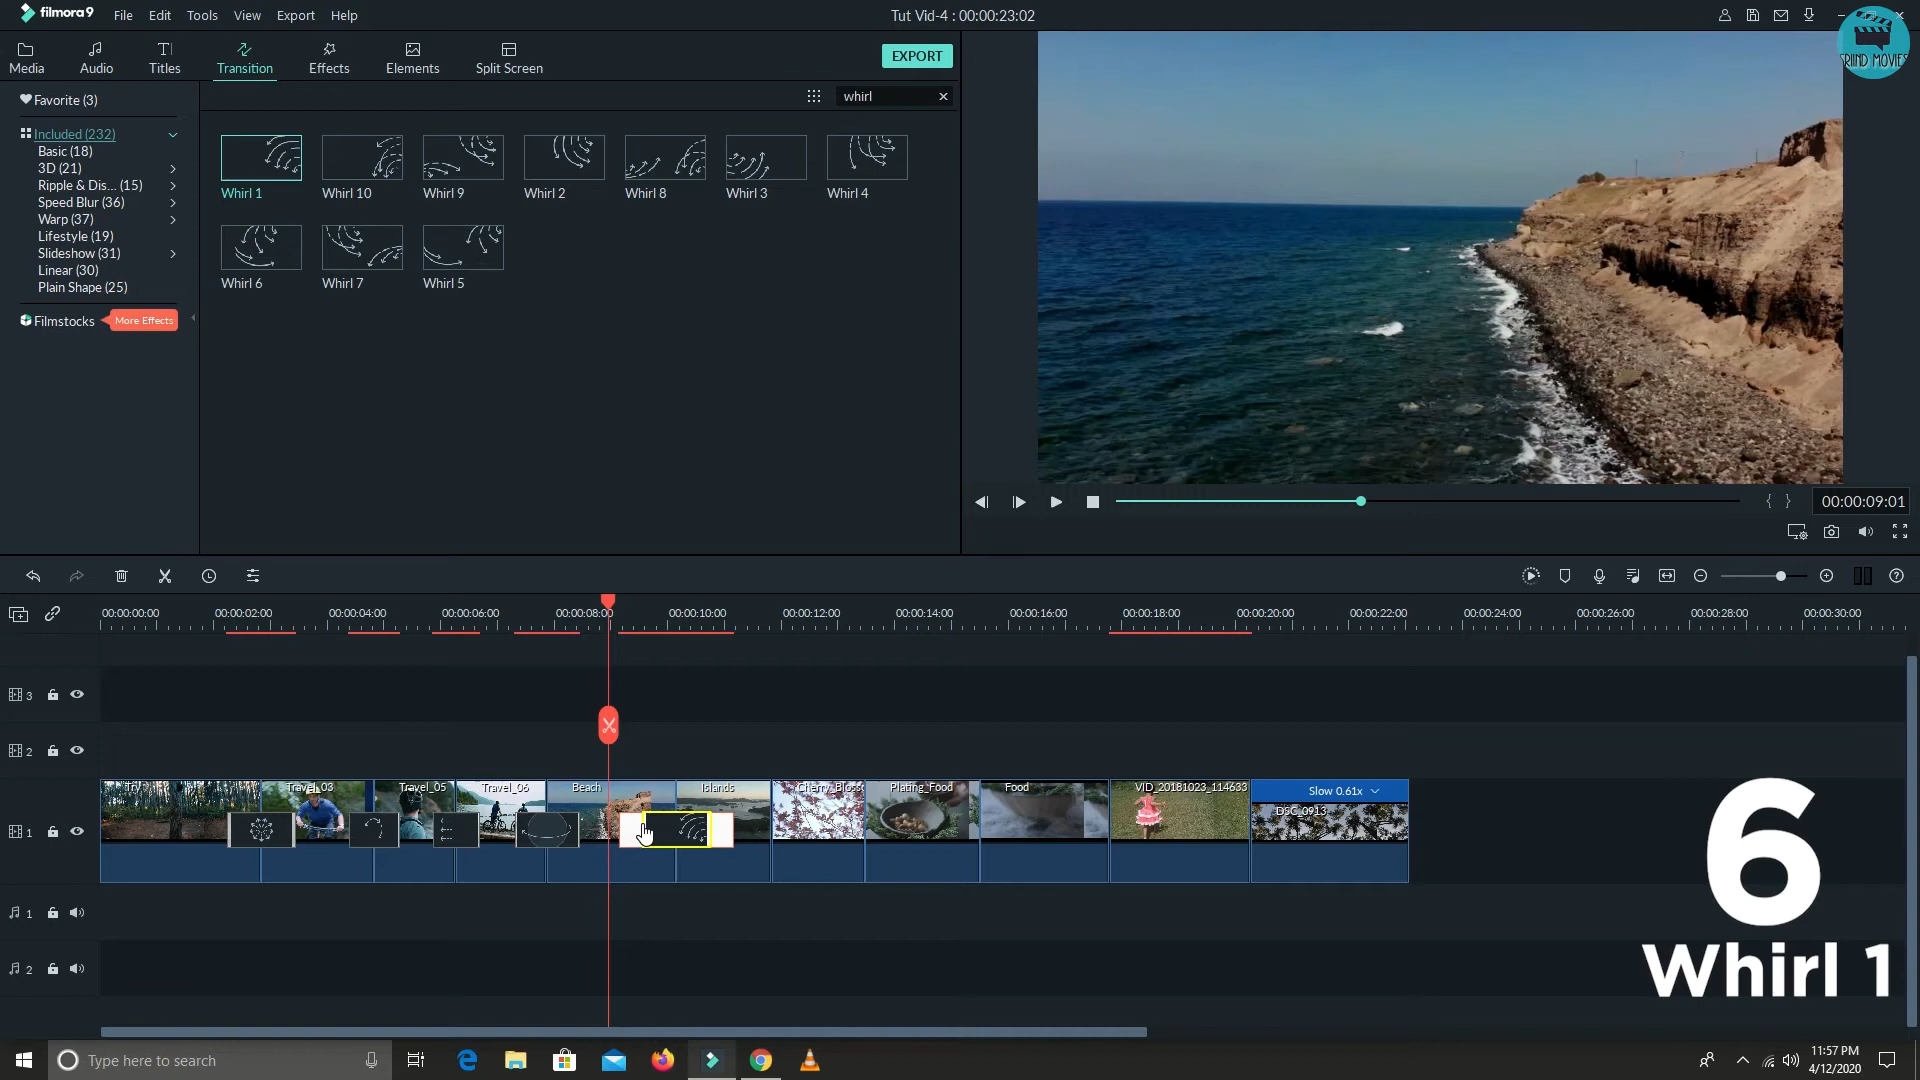 filmora9 File Edit Tools View Export Help
Tut Vid-4 : 00:00:23:02
Media Audio Titles Transition Effects Elements Split Screen
EXPORT
RIIND MOVIES
Favorite (3)
whirl
Included (232)
Basic (18)
3D (21)
Ripple & Dis... (15)
Speed Blur (36)
Warp (37)
Lifestyle (19)
Slideshow (31)
Linear (30)
Plain Shape (25)
Filmstocks More Effects
Whirl 1 Whirl 10 Whirl 9 Whirl 2 Whirl 8 Whirl 3 Whirl 4
Whirl 6 Whirl 7 Whirl 5
00:00:09:01
00:00:00:00 00:00:02:00 00:00:04:00 00:00:06:00 00:00:08:00 00:00:10:00 00:00:12:00 00:00:14:00 00:00:16:00 00:00:18:00 00:00:20:00 00:00:22:00 00:00:24:00 00:00:26:00 00:00:28:00 00:00:30:00
3
2
1
Travel_03 Travel_05 Travel_06 Beach Islands Cherry_Bloss Plating_Food Food VID_20181023_114633
Slow 0.61x
DSC_0913
1
2
6
Whirl 1
Type here to search
11:57 PM
4/12/2020